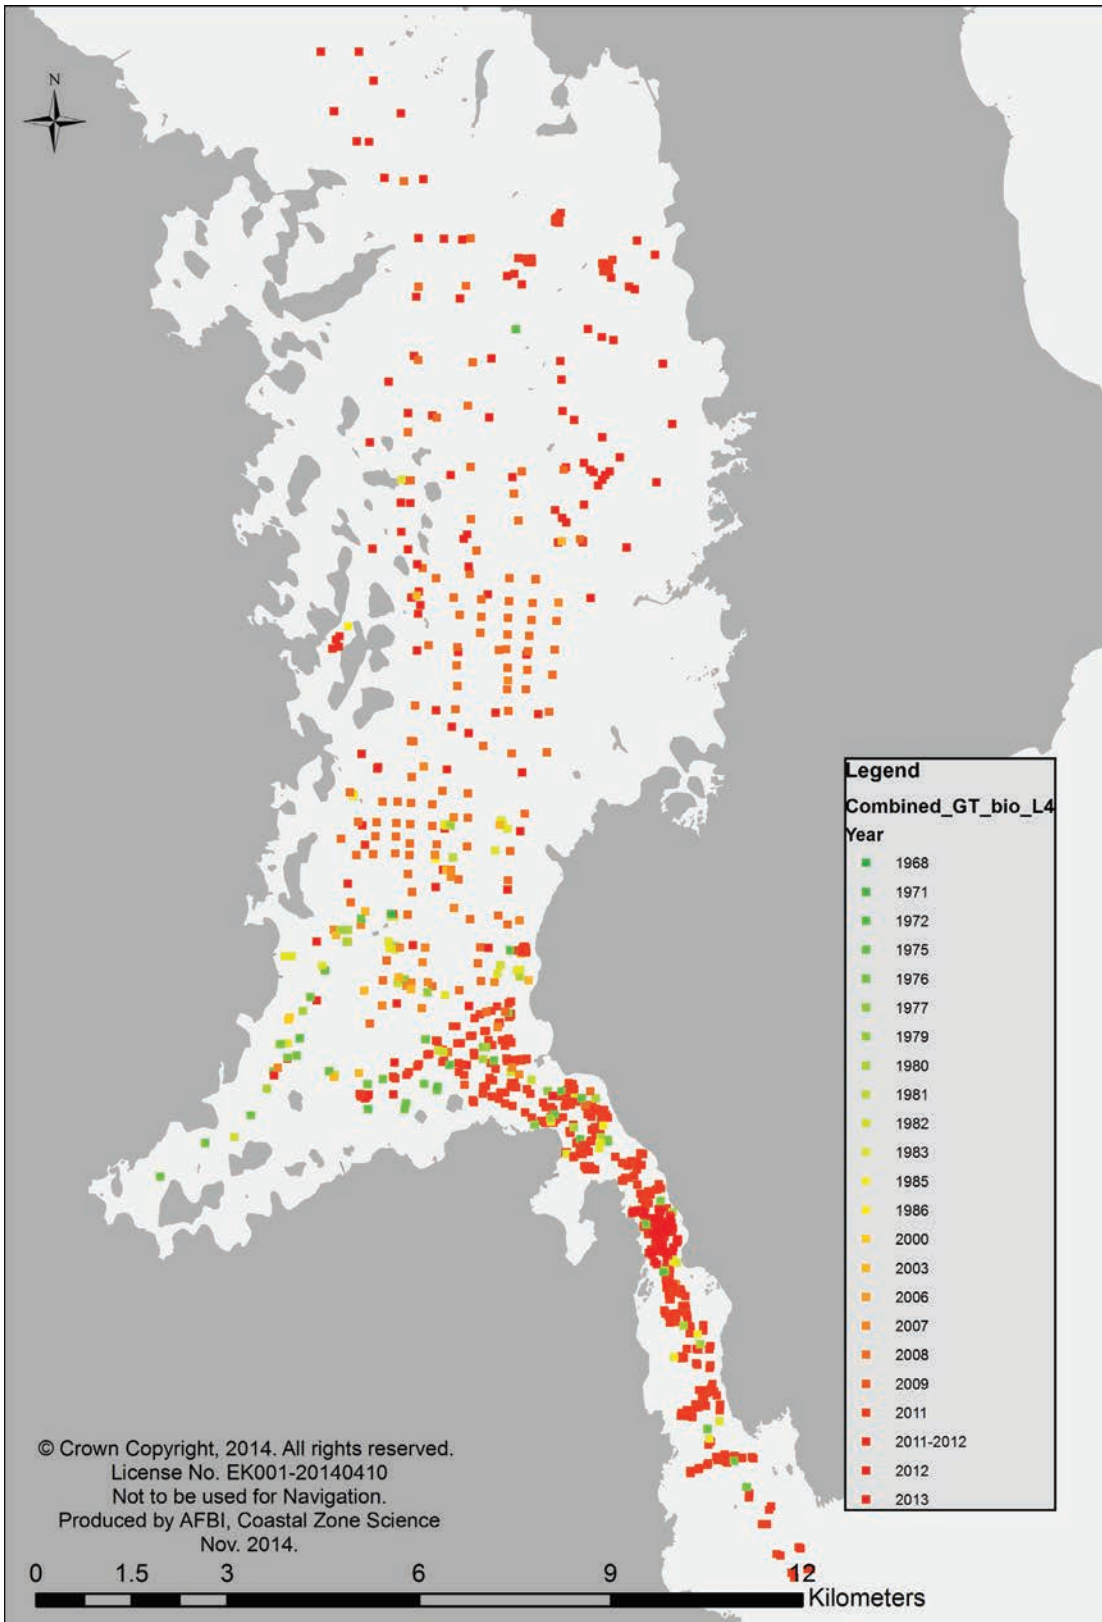 N
Legend
Combined_GT_bio_L4
Year
1968
1971
1972
1975
1976
1977
1979
1980
1981
1982
1983
1985
1986
2000
2003
2006
2007
2008
2009
2011
2011-2012
2012
2013
© Crown Copyright, 2014. All rights reserved.
License No. EK001-20140410
Not to be used for Navigation.
Produced by AFBI, Coastal Zone Science
Nov. 2014.
0 1.5 3 6 9 12
Kilometers